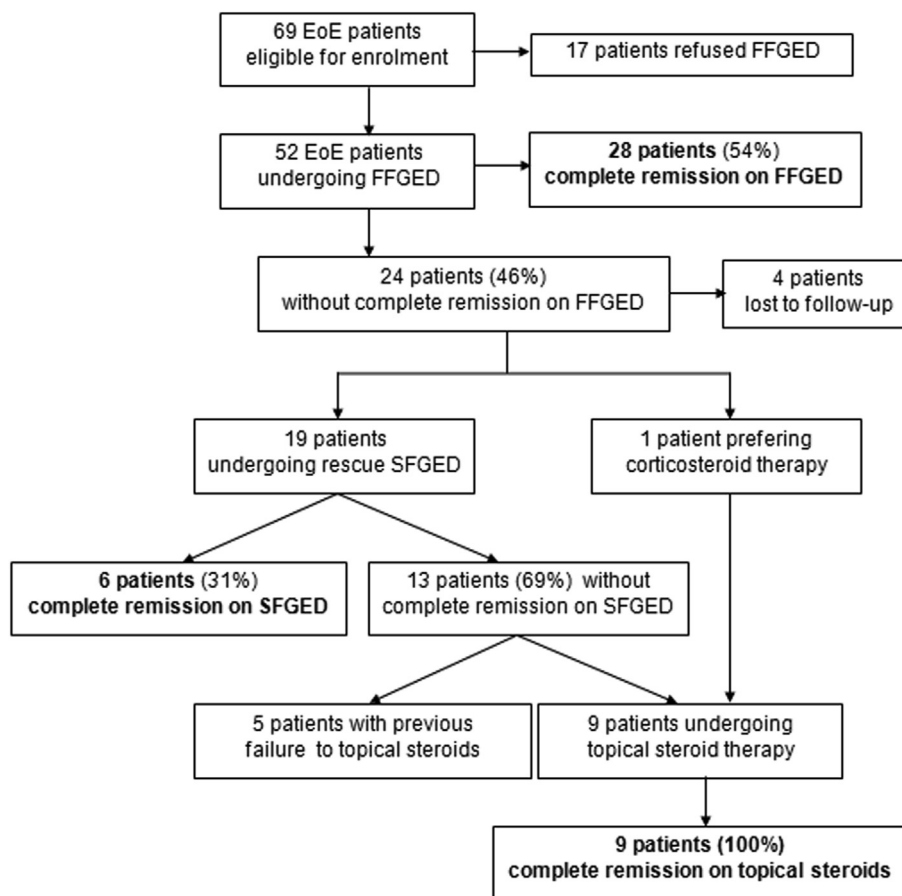 69 EoE patients
eligible for enrolment
17 patients refused FFGED
52 EoE patients
undergoing FFGED
28 patients (54%)
complete remission on FFGED
24 patients (46%)
without complete remission on FFGED
4 patients
lost to follow-up
19 patients
undergoing rescue SFGED
1 patient prefering
corticosteroid therapy
6 patients (31%)
complete remission on SFGED
13 patients (69%) without
complete remission on SFGED
5 patients with previous
failure to topical steroids
9 patients undergoing
topical steroid therapy
9 patients (100%)
complete remission on topical steroids